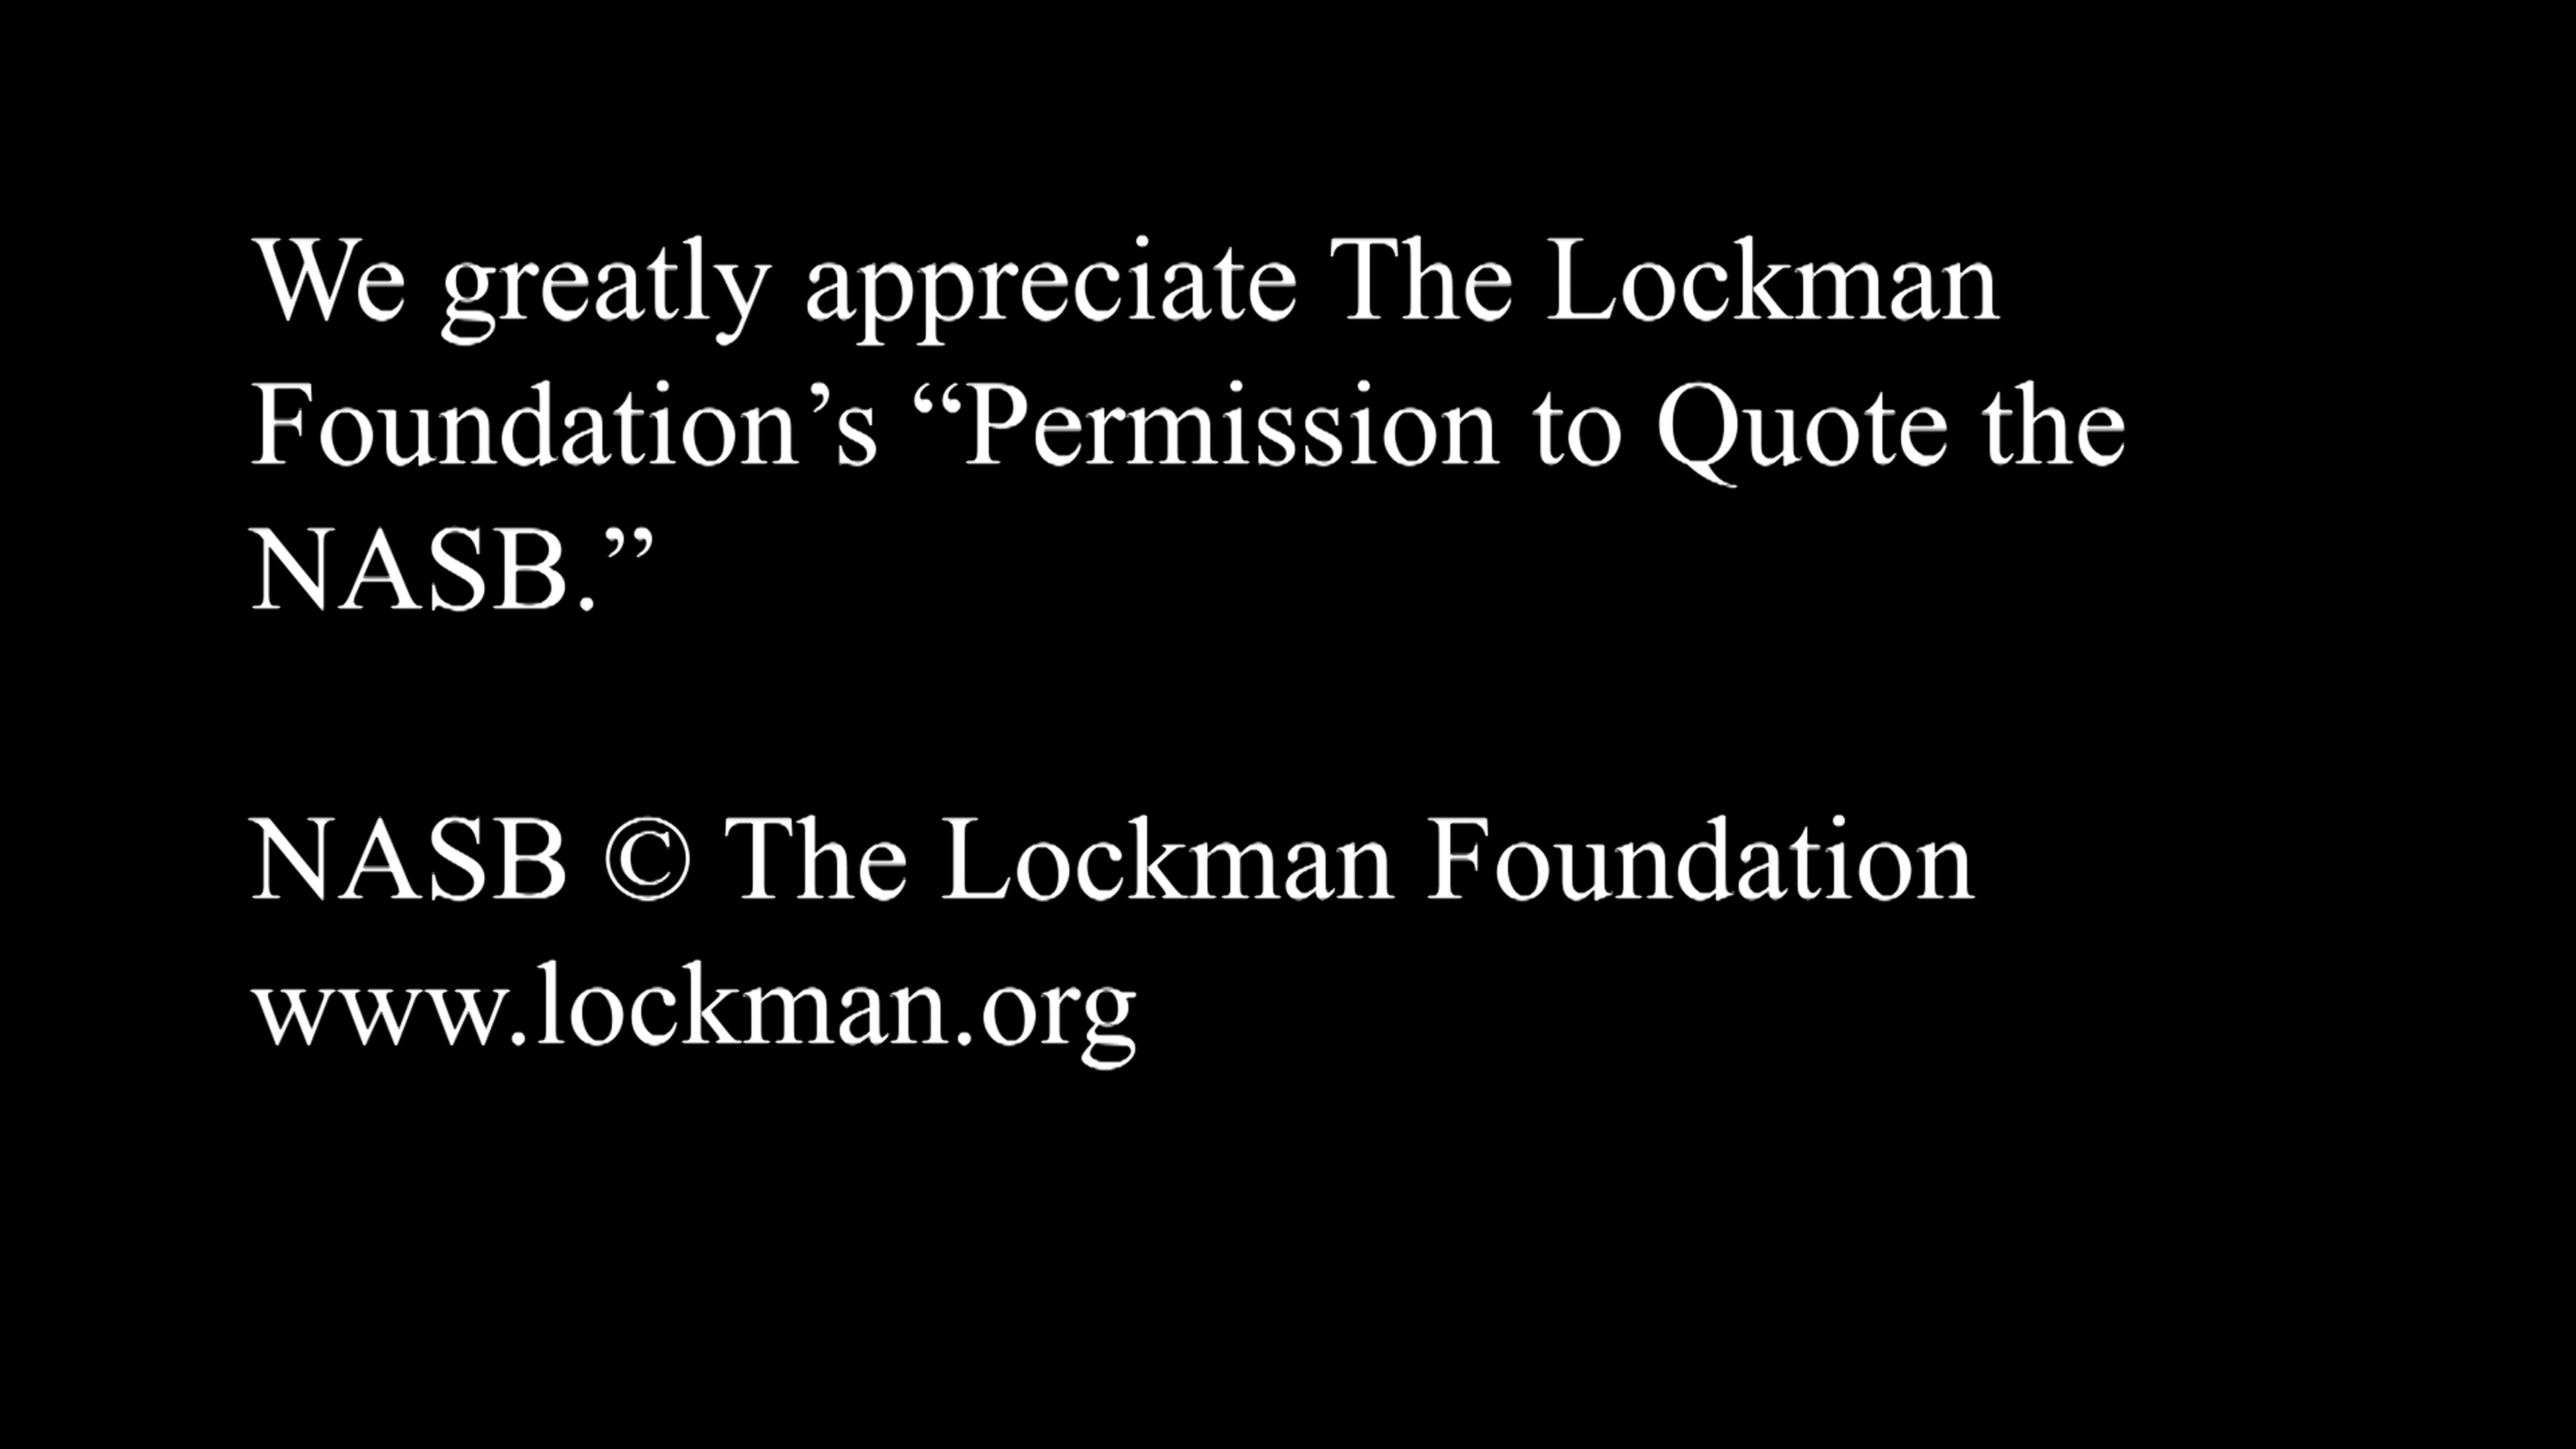 We greatly appreciate The Lockman
Foundation’s “Permission to Quote the
NASB.”
NASB © The Lockman Foundation
www.lockman.org